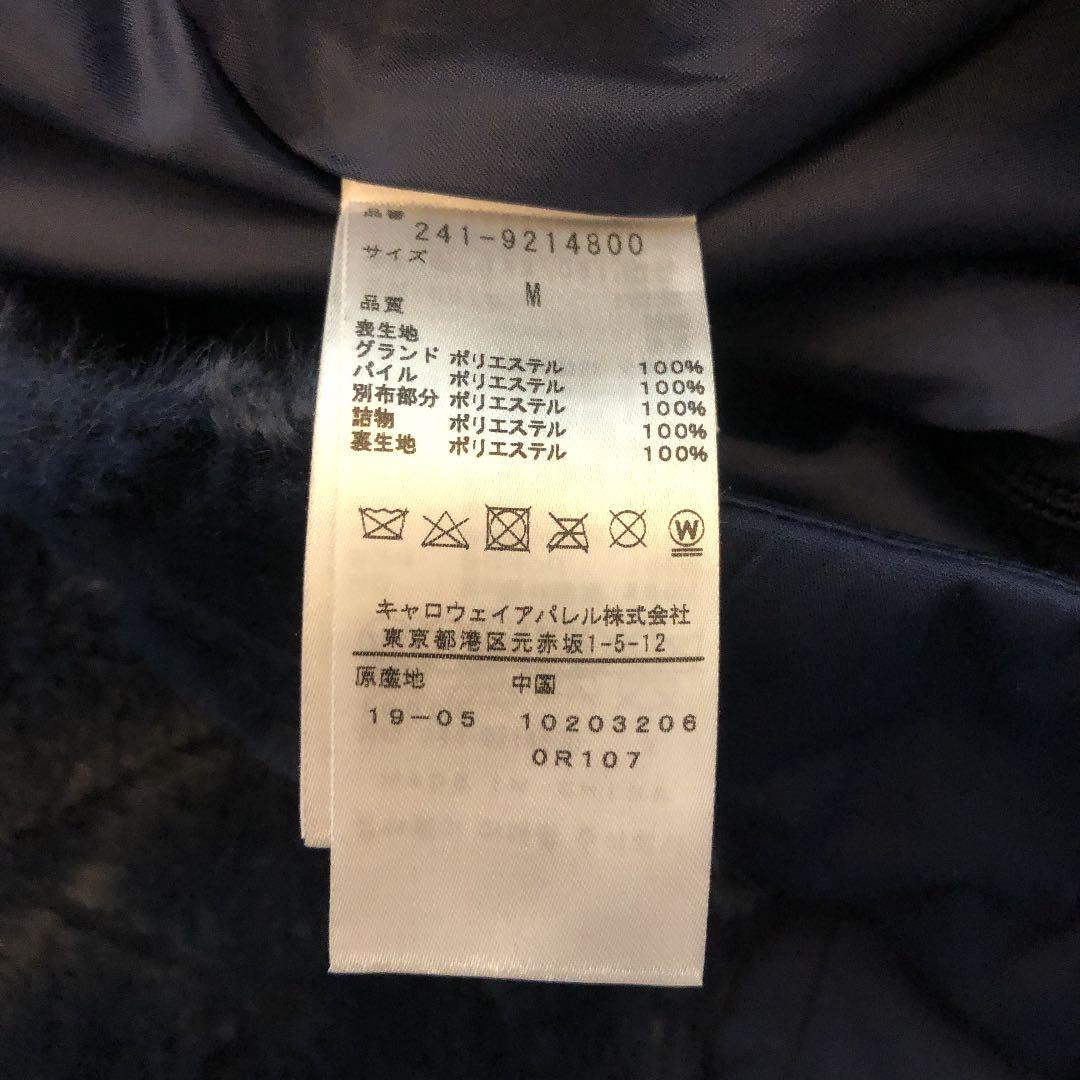 品番
241-9214800
サイズ
M
品質
表生地
グランド ポリエステル 100%
パイル ポリエステル 100%
別布部分 ポリエステル 100%
詰物 ポリエステル 100%
裏生地 ポリエステル 100%
W
キャロウェイアパレル株式会社
東京都港区元赤坂1-5-12
原産地 中国
19-05 10203206
0R107